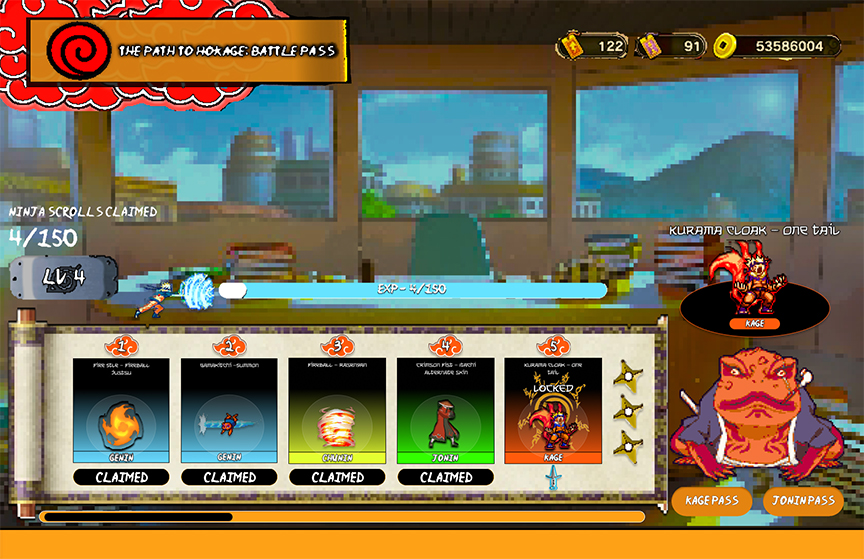 THE PATH TO HOKAGE: BATTLE PASS
122
91
53586004
NINJA SCROLLS CLAIMED
4/150
LV 4
EXP - 4/150
KURAMA CLOAK - ONE TAIL
KAGE
1
2
3
4
5
FIRE STLE - FIREBALL
JUTSU
GAMAKICHI - SUMMON
FIREBALL - RASENGAN
CRIMSON FIST - GACHI
ALTERNATE SKIN
KURAMA CLOAK - ONE
TAIL
LOCKED
GENIN
GENIN
CHUNIN
JONIN
KAGE
CLAIMED
CLAIMED
CLAIMED
CLAIMED
KAGE PASS
JONIN PASS